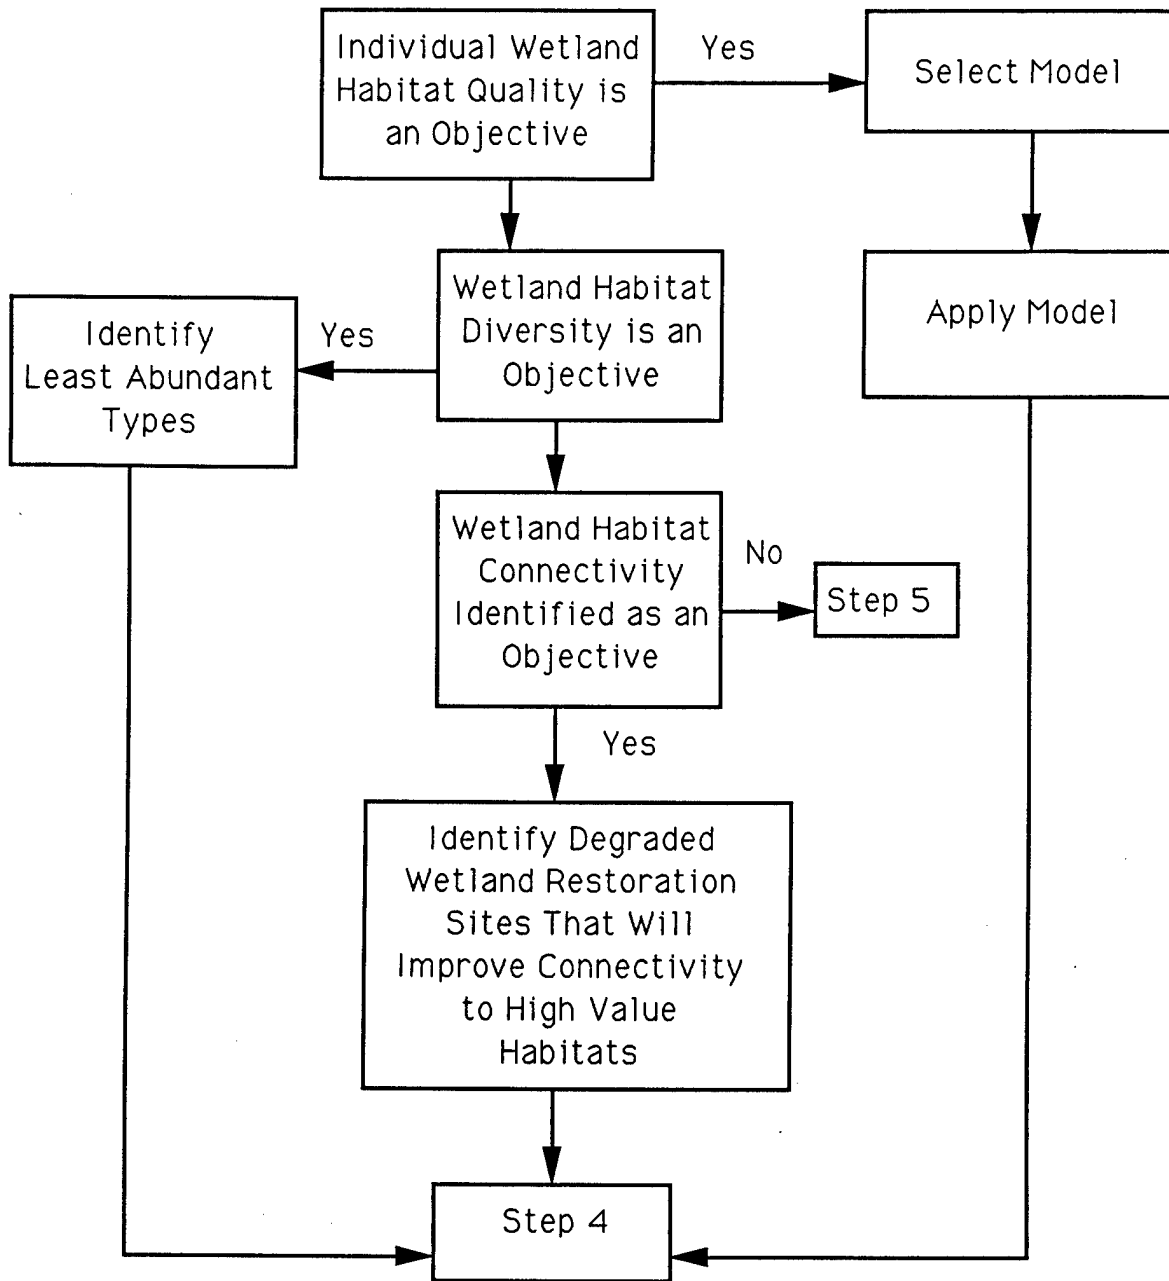 Individual Wetland
Habitat Quality is
an Objective
Yes
Select Model
Wetland Habitat
Diversity is an
Objective
Apply Model
Yes
Identify
Least Abundant
Types
Wetland Habitat
Connectivity
Identified as an
Objective
No
Step 5
Yes
Identify Degraded
Wetland Restoration
Sites That Will
Improve Connectivity
to High Value
Habitats
Step 4